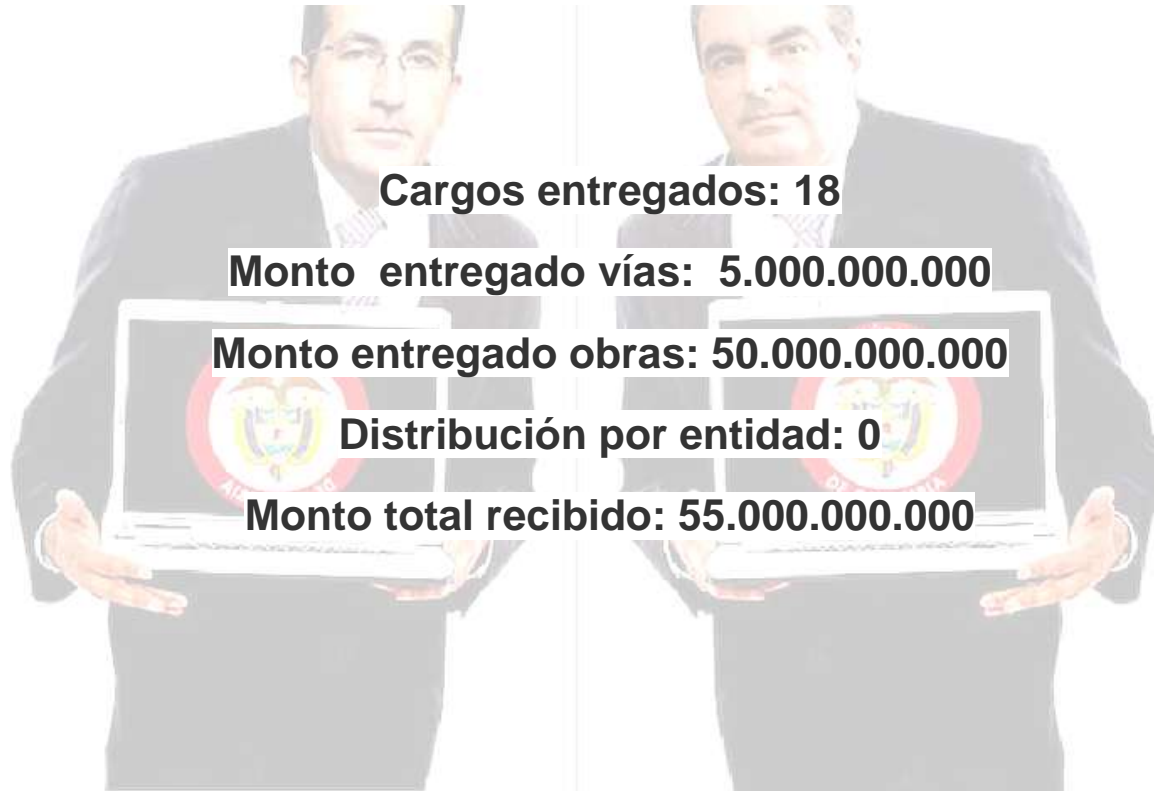 Cargos entregados: 18
Monto entregado vías: 5.000.000.000
Monto entregado obras: 50.000.000.000
Distribución por entidad: 0
Monto total recibido: 55.000.000.000